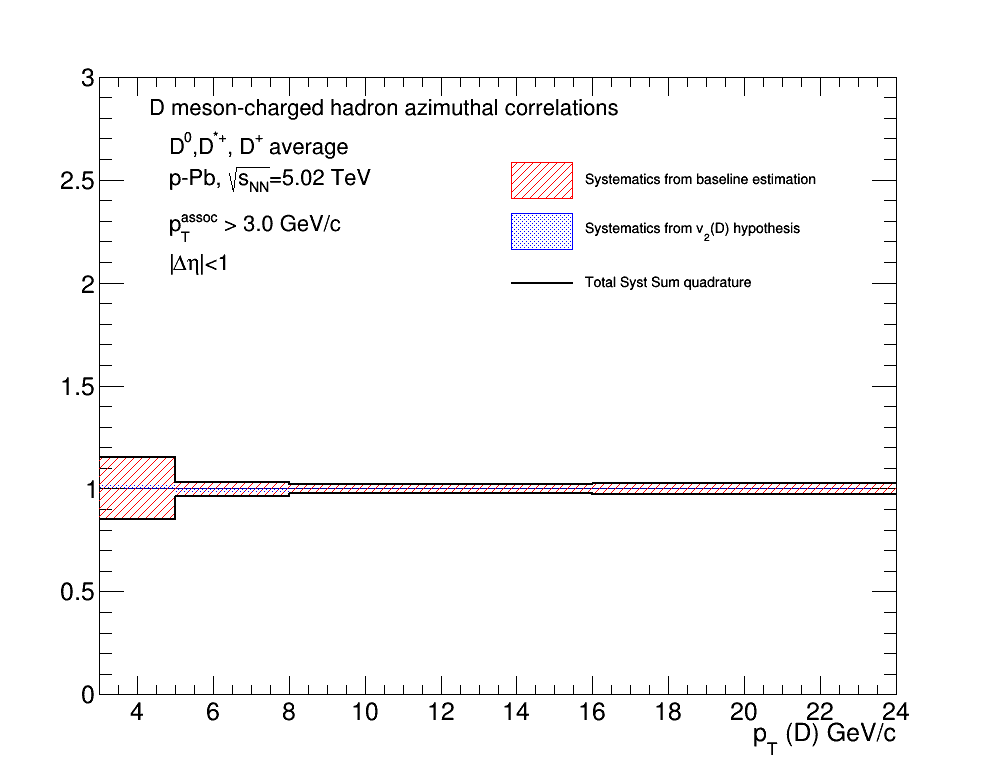 D meson-charged hadron azimuthal correlations
D⁰,D*⁺, D⁺ average
p-Pb, √s_NN=5.02 TeV
p_T^assoc > 3.0 GeV/c
|Δη|<1
Systematics from baseline estimation
Systematics from v₂(D) hypothesis
Total Syst Sum quadrature
3
2.5
2
1.5
1
0.5
0
4 6 8 10 12 14 16 18 20 22 24
p_T (D) GeV/c